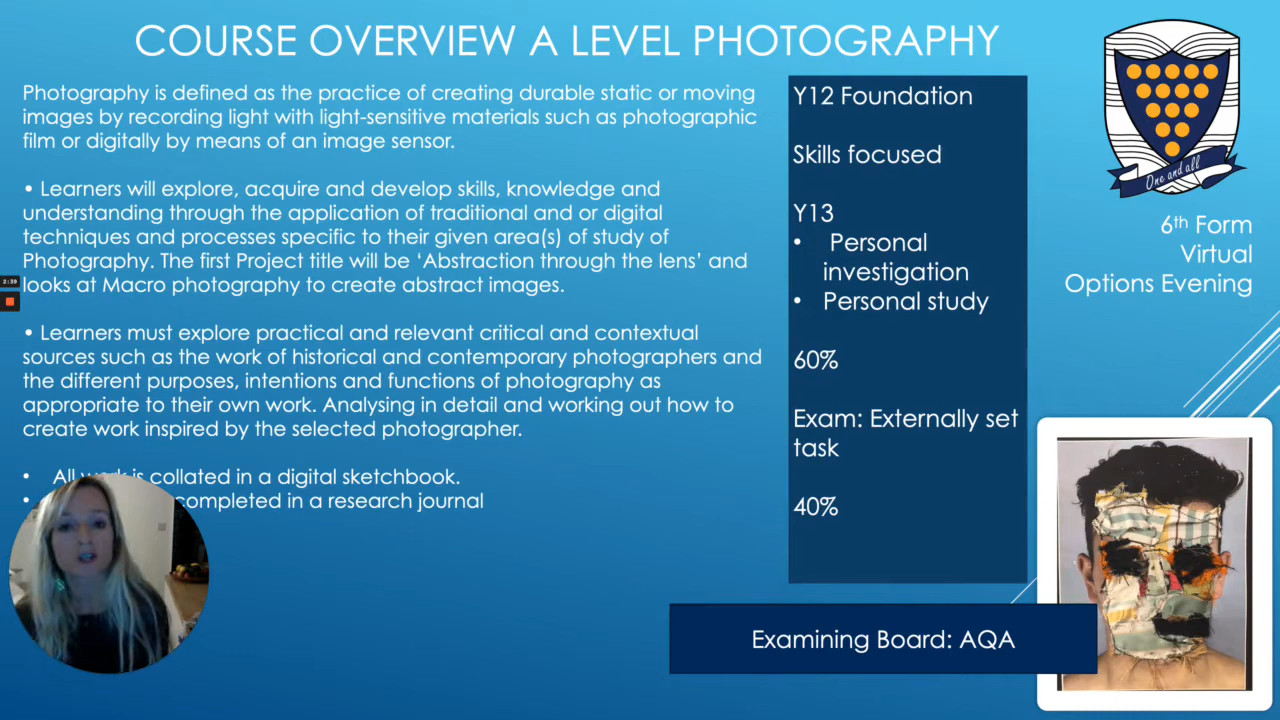 COURSE OVERVIEW A LEVEL PHOTOGRAPHY
Photography is defined as the practice of creating durable static or moving
images by recording light with light-sensitive materials such as photographic
film or digitally by means of an image sensor.
• Learners will explore, acquire and develop skills, knowledge and
understanding through the application of traditional and or digital
techniques and processes specific to their given area(s) of study of
Photography. The first Project title will be ‘Abstraction through the lens’ and
looks at Macro photography to create abstract images.
• Learners must explore practical and relevant critical and contextual
sources such as the work of historical and contemporary photographers and
the different purposes, intentions and functions of photography as
appropriate to their own work. Analysing in detail and working out how to
create work inspired by the selected photographer.
• All work is collated in a digital sketchbook.
• completed in a research journal
2:39
Y12 Foundation
Skills focused
Y13
• Personal
investigation
• Personal study
60%
Exam: Externally set
task
40%
One and all
6th Form
Virtual
Options Evening
Examining Board: AQA